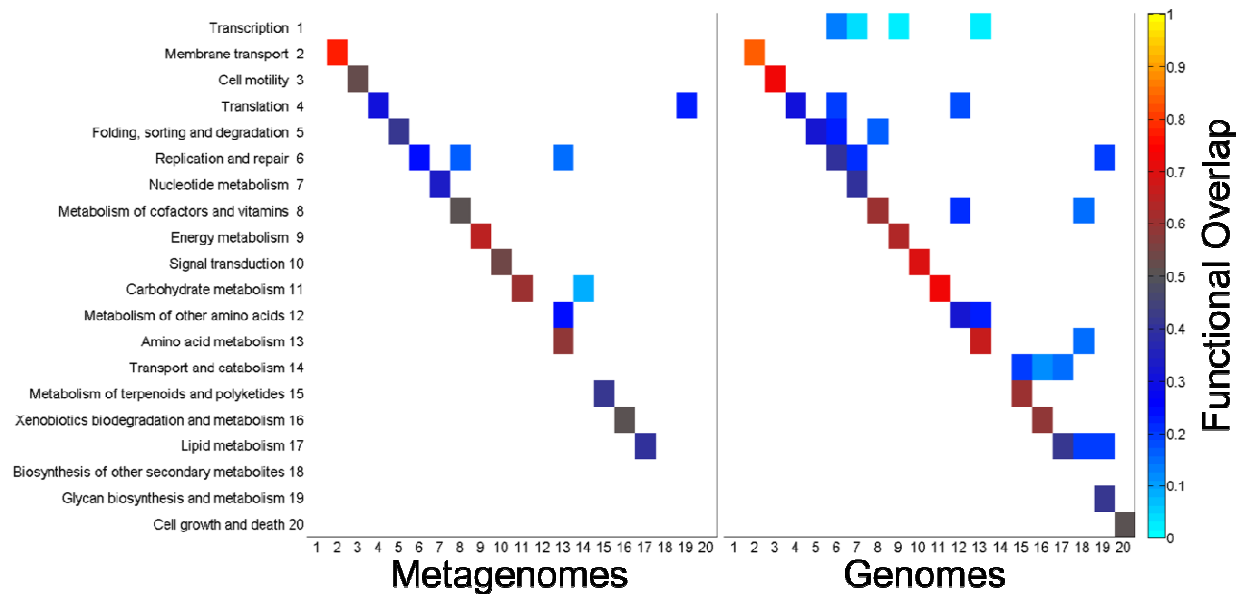 Transcription 1
Membrane transport 2
Cell motility 3
Translation 4
Folding, sorting and degradation 5
Replication and repair 6
Nucleotide metabolism 7
Metabolism of cofactors and vitamins 8
Energy metabolism 9
Signal transduction 10
Carbohydrate metabolism 11
Metabolism of other amino acids 12
Amino acid metabolism 13
Transport and catabolism 14
Metabolism of terpenoids and polyketides 15
Xenobiotics biodegradation and metabolism 16
Lipid metabolism 17
Biosynthesis of other secondary metabolites 18
Glycan biosynthesis and metabolism 19
Cell growth and death 20
1 2 3 4 5 6 7 8 9 10 11 12 13 14 15 16 17 18 19 20
Metagenomes
1 2 3 4 5 6 7 8 9 10 11 12 13 14 15 16 17 18 19 20
Genomes
1
0.9
0.8
0.7
0.6
0.5
0.4
0.3
0.2
0.1
0
Functional Overlap